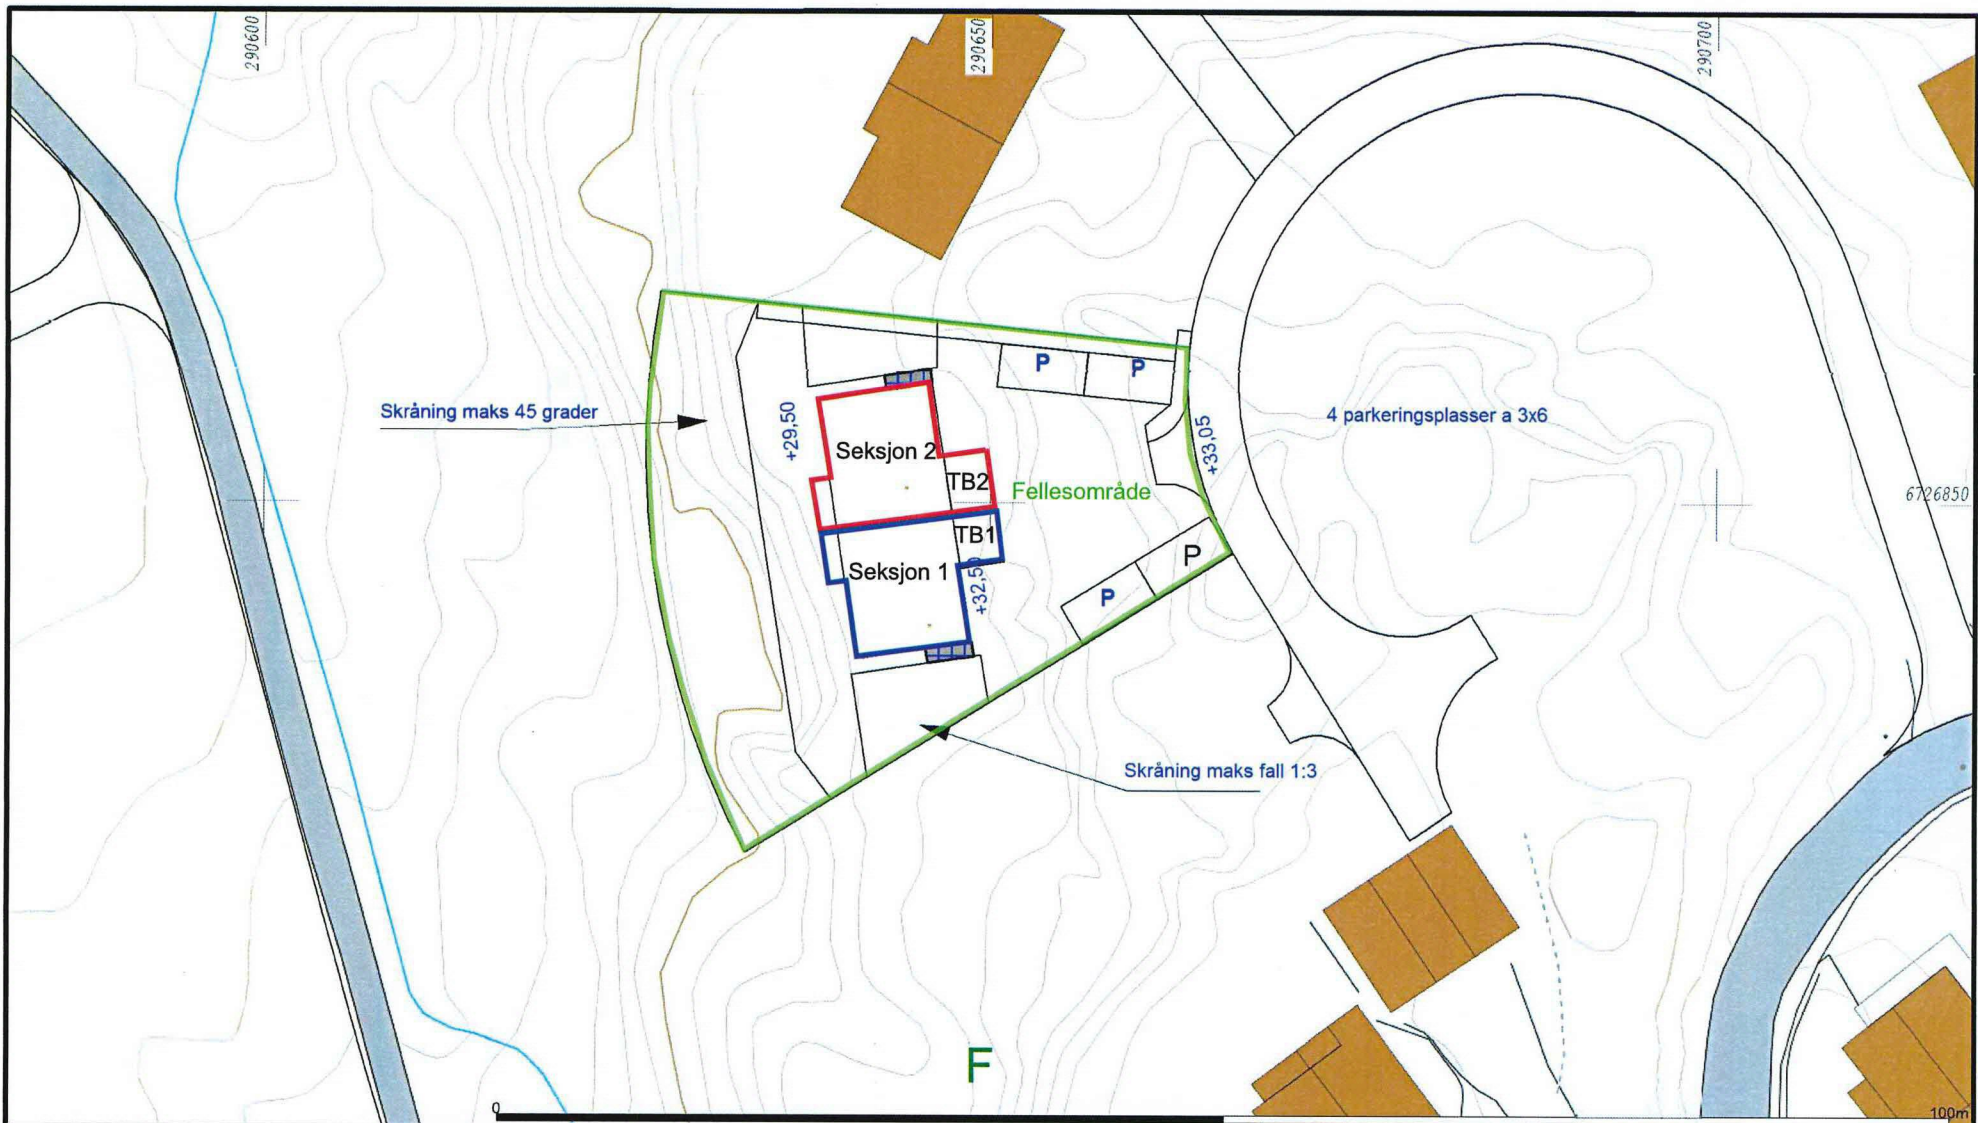 290600
290650
290700
P
P
Skråning maks 45 grader
+29,50
4 parkeringsplasser a 3x6
+33,05
Seksjon 2
TB2
Fellesområde
6726850
TB1
P
Seksjon 1
+32,50
P
Skråning maks fall 1:3
F
0
100m